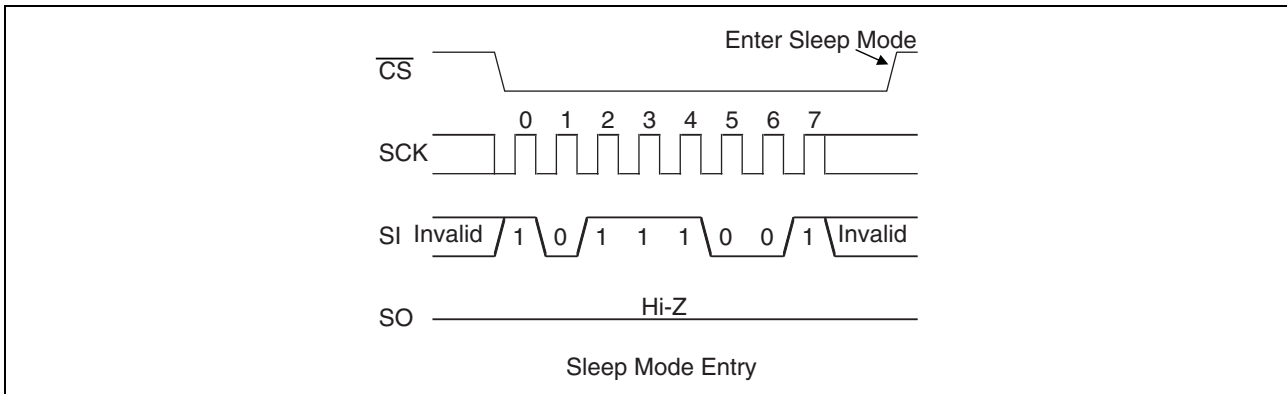 Enter Sleep Mode
CS
0 1 2 3 4 5 6 7
SCK
SI Invalid 1 0 1 1 1 0 0 1 Invalid
Hi-Z
SO
Sleep Mode Entry